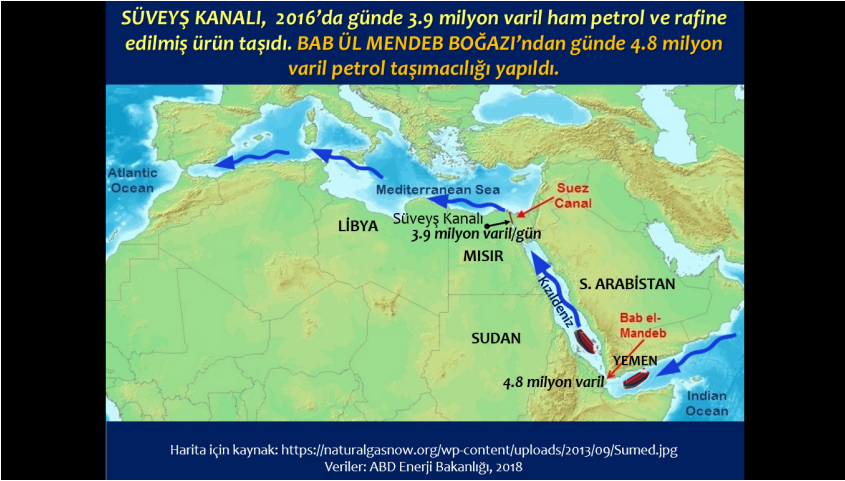 SÜVEYŞ KANALI, 2016’da günde 3.9 milyon varil ham petrol ve rafine
edilmiş ürün taşıdı. BAB ÜL MENDEB BOĞAZI’ndan günde 4.8 milyon
varil petrol taşımacılığı yapıldı.
Atlantic
Ocean
Mediterranean Sea
Suez
Canal
Süveyş Kanalı
3.9 milyon varil/gün
LİBYA
MISIR
S. ARABİSTAN
Kızıldeniz
Bab el-
Mandeb
SUDAN
YEMEN
4.8 milyon varil
Indian
Ocean
Harita için kaynak: https://naturalgasnow.org/wp-content/uploads/2013/09/Sumed.jpg
Veriler: ABD Enerji Bakanlığı, 2018